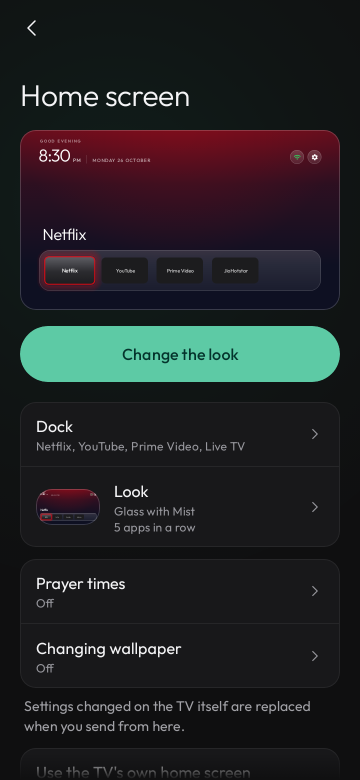 Home screen
GOOD EVENING
8:30 PM MONDAY 26 OCTOBER
Netflix
Netflix YouTube Prime Video JioHotstar
Change the look
Dock
Netflix, YouTube, Prime Video, Live TV
Look
Glass with Mist
5 apps in a row
Prayer times
Off
Changing wallpaper
Off
Settings changed on the TV itself are replaced
when you send from here.
Use the TV's own home screen